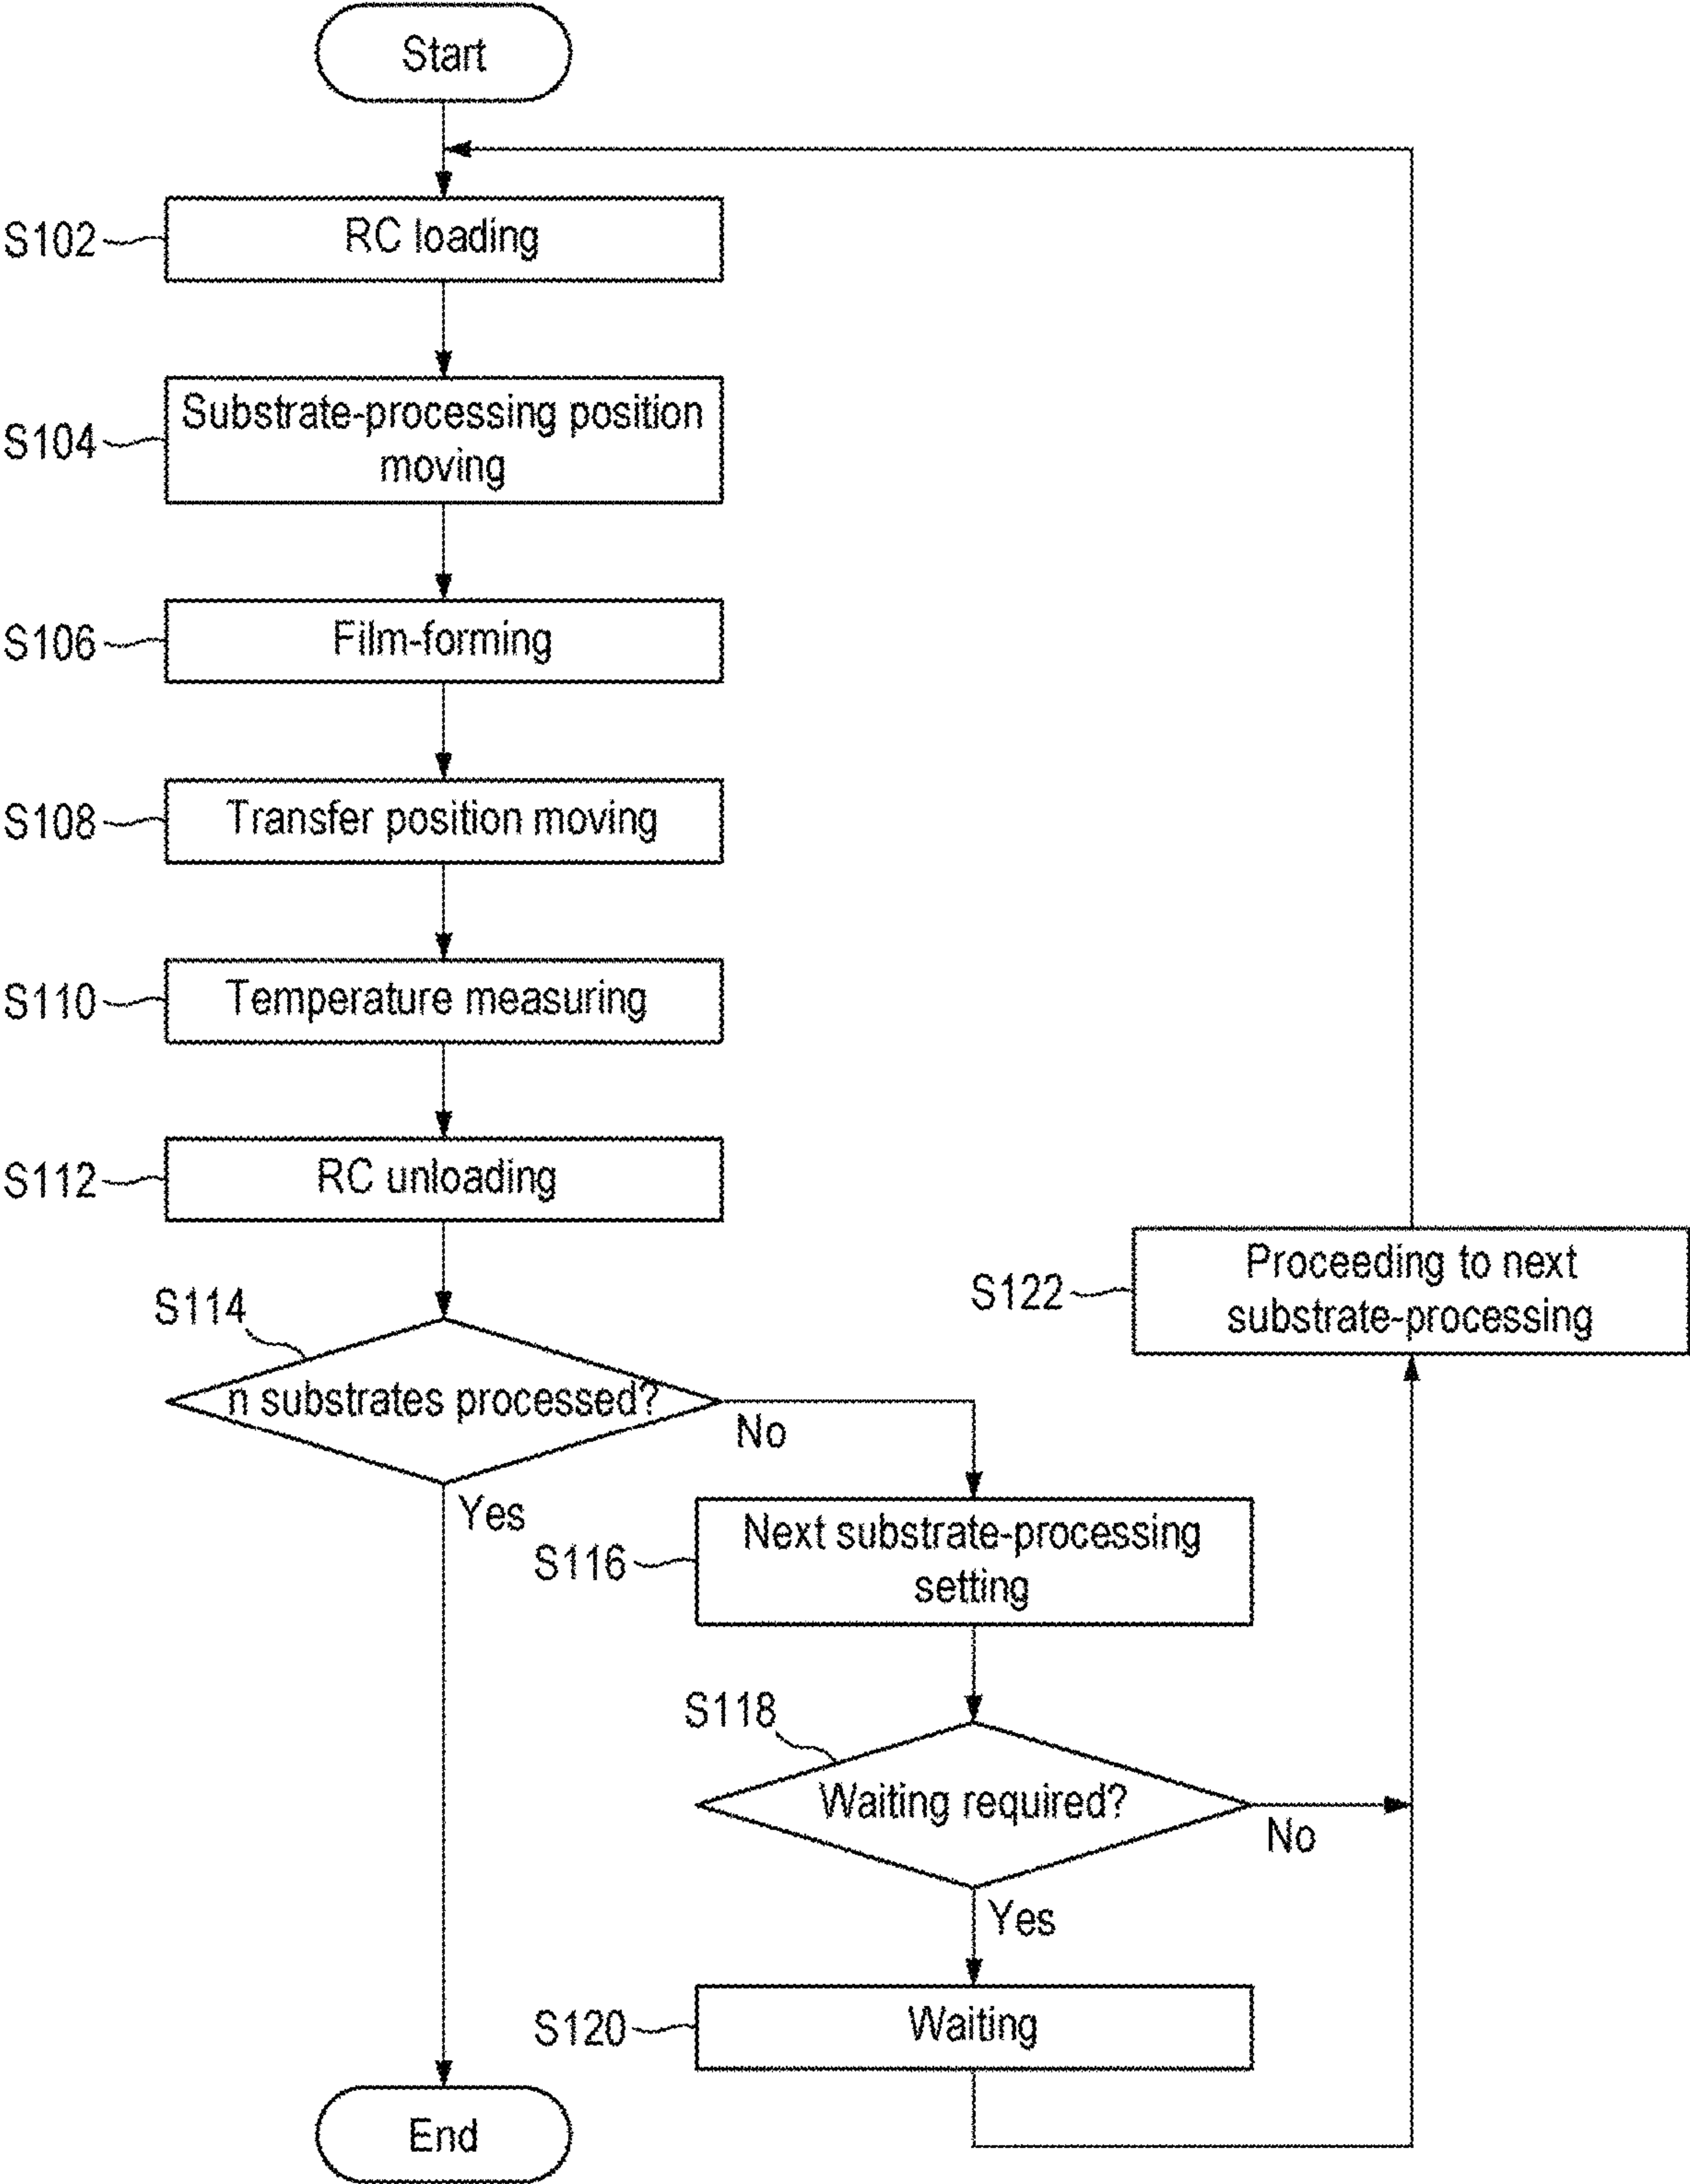 Start
S102
RC loading
S104
Substrate-processing position
moving
S106
Film-forming
S108
Transfer position moving
S110
Temperature measuring
S112
RC unloading
S114
n substrates processed?
No
Yes
S116
Next substrate-processing
setting
S118
Waiting required?
No
Yes
S120
Waiting
S122
Proceeding to next
substrate-processing
End